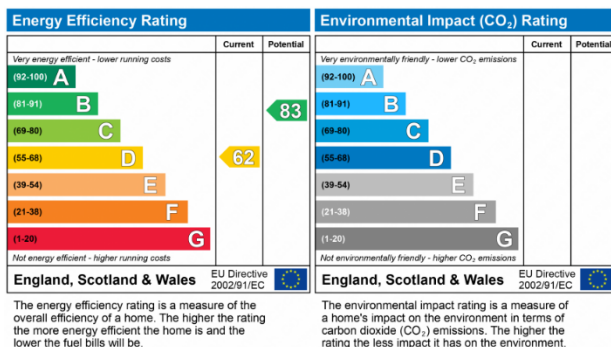 Energy Efficiency Rating
Current Potential
Very energy efficient - lower running costs
(92-100) A
(81-91) B
83
(69-80) C
(55-68) D
62
(39-54) E
(21-38) F
(1-20) G
Not energy efficient - higher running costs
England, Scotland & Wales
EU Directive
2002/91/EC
The energy efficiency rating is a measure of the
overall efficiency of a home. The higher the rating
the more energy efficient the home is and the
lower the fuel bills will be.
Environmental Impact (CO₂) Rating
Current Potential
Very environmentally friendly - lower CO₂ emissions
(92-100) A
(81-91) B
(69-80) C
(55-68) D
(39-54) E
(21-38) F
(1-20) G
Not environmentally friendly - higher CO₂ emissions
England, Scotland & Wales
EU Directive
2002/91/EC
The environmental impact rating is a measure of
a home's impact on the environment in terms of
carbon dioxide (CO₂) emissions. The higher the
rating the less impact it has on the environment.